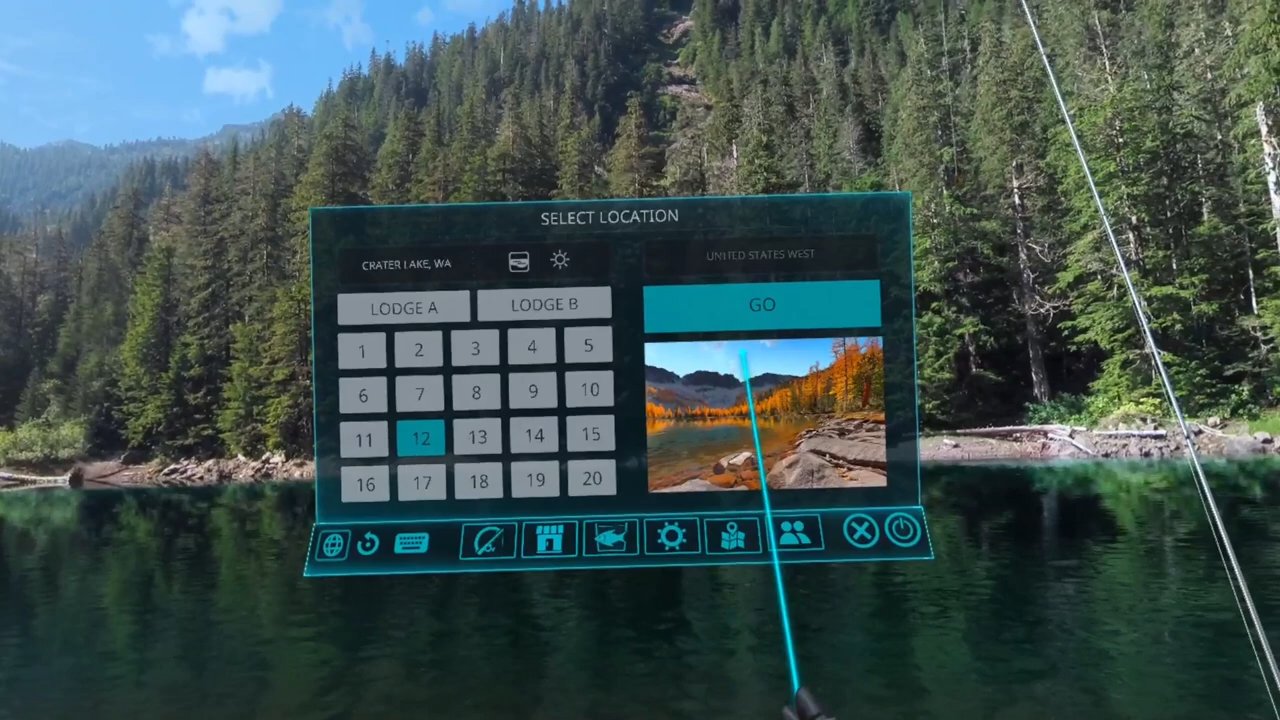 SELECT LOCATION
CRATER LAKE, WA
UNITED STATES WEST
LODGE A LODGE B
GO
1 2 3 4 5
6 7 8 9 10
11 12 13 14 15
16 17 18 19 20